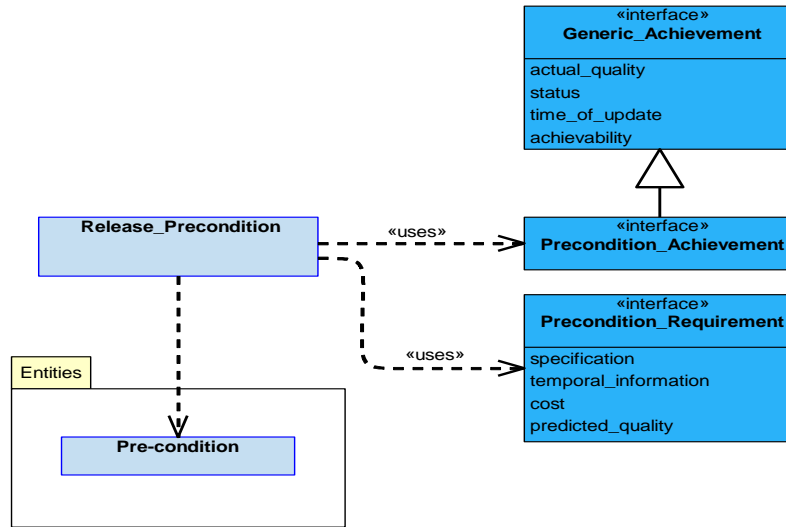 «interface»
Generic_Achievement
actual_quality
status
time_of_update
achievability
Release_Precondition
«uses»
«interface»
Precondition_Achievement
«interface»
Precondition_Requirement
«uses»
specification
temporal_information
cost
predicted_quality
Entities
Pre-condition